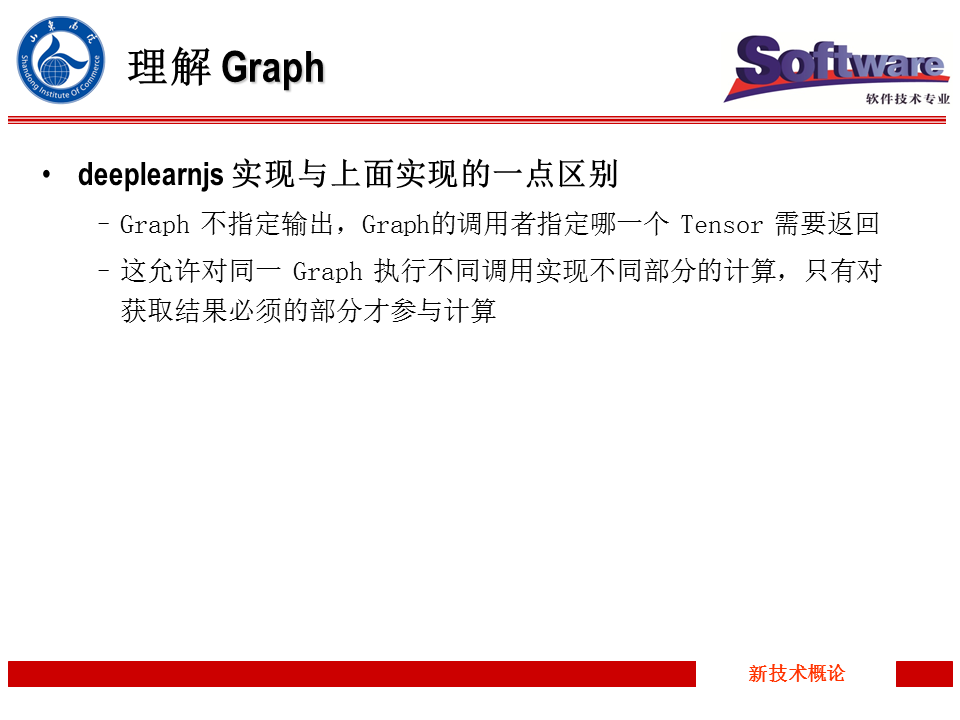 山东商院
Shandong Institute Of Commerce
理解 Graph
Software
软件技术专业
• deeplearnjs 实现与上面实现的一点区别
– Graph 不指定输出，Graph的调用者指定哪一个 Tensor 需要返回
– 这允许对同一 Graph 执行不同调用实现不同部分的计算，只有对
获取结果必须的部分才参与计算
新技术概论